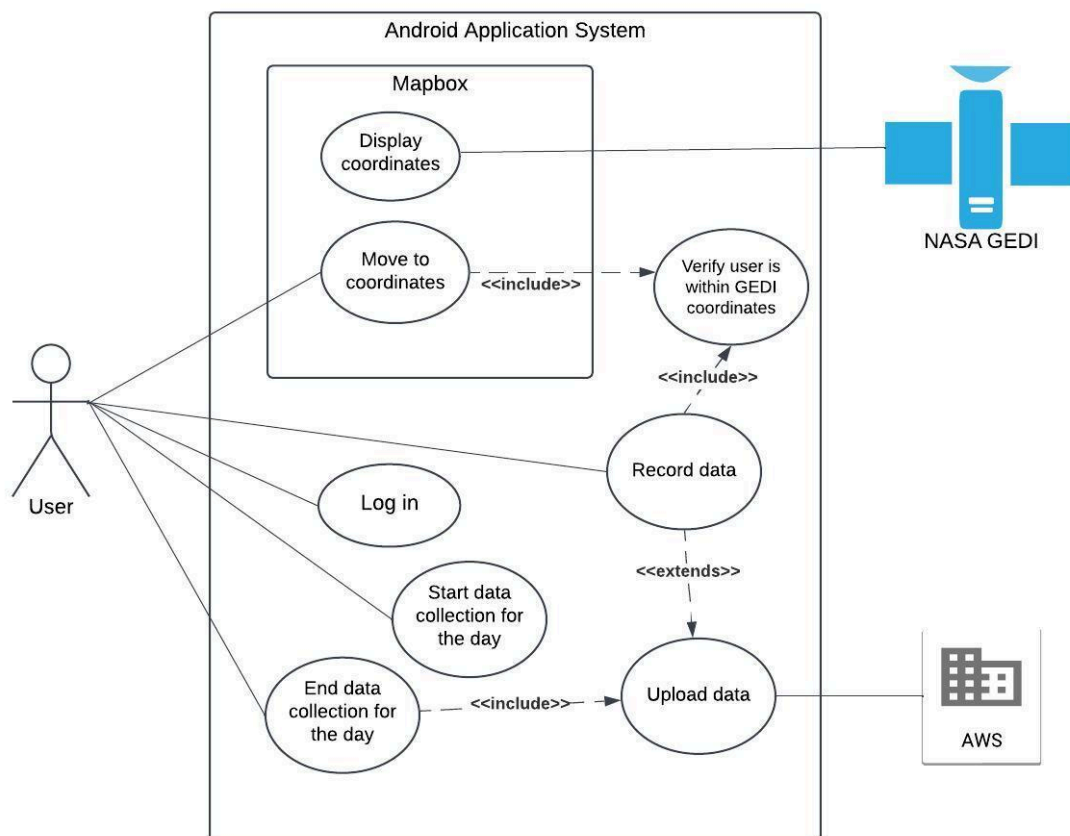 Android Application System
Mapbox
Display
coordinates
NASA GEDI
Move to
coordinates
<<include>>
Verify user is
within GEDI
coordinates
<<include>>
Record data
User
Log in
<<extends>>
Start data
collection for
the day
End data
collection for
the day
<<include>>
Upload data
AWS